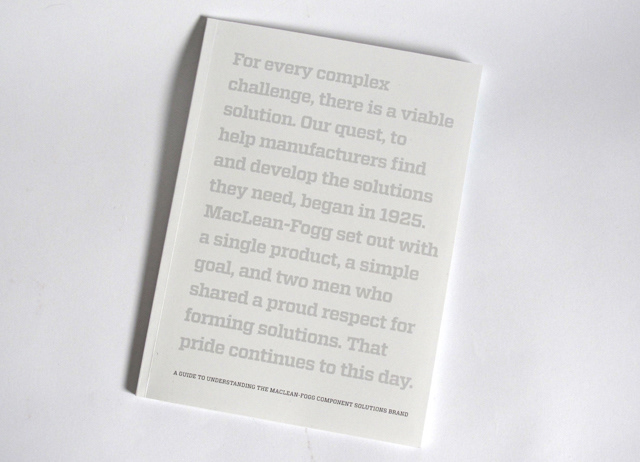 For every complex
challenge, there is a viable
solution. Our quest, to
help manufacturers find
and develop the solutions
they need, began in 1925.
MacLean-Fogg set out with
a single product, a simple
goal, and two men who
shared a proud respect for
forming solutions. That
pride continues to this day.
A GUIDE TO UNDERSTANDING THE MACLEAN-FOGG COMPONENT SOLUTIONS BRAND